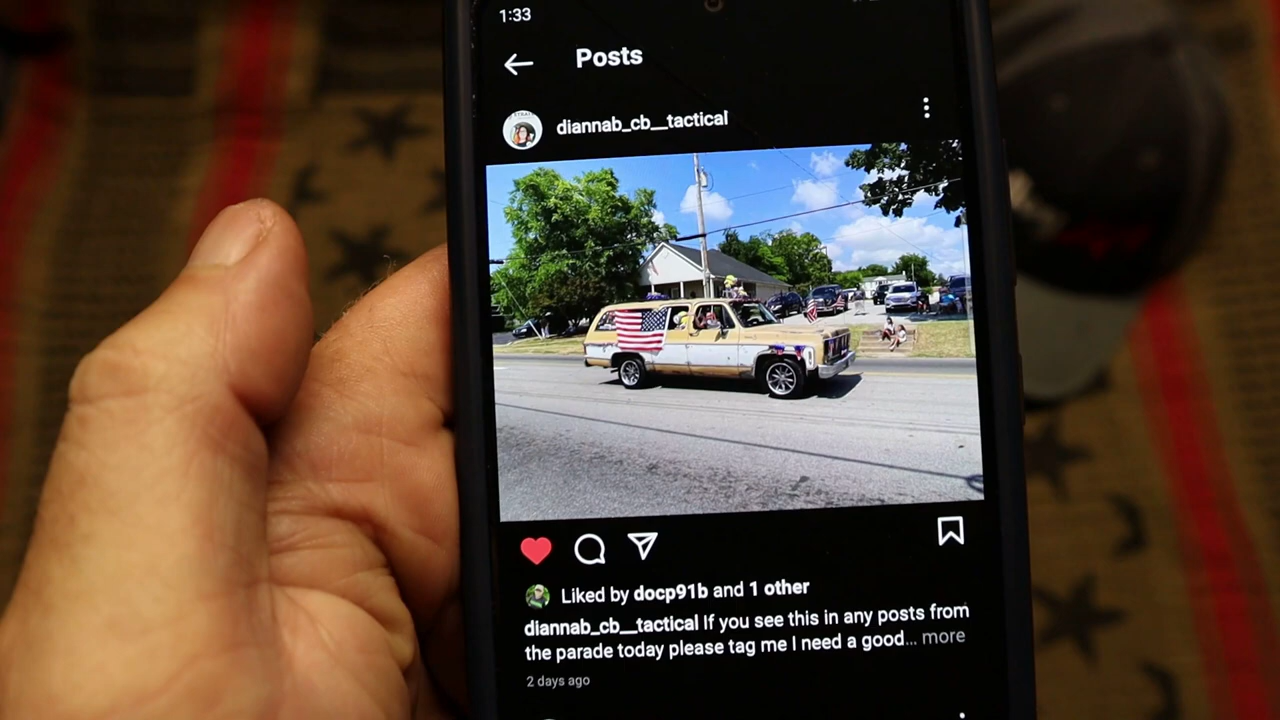 1:33
Posts
diannab_cb__tactical
Liked by docp91b and 1 other
diannab_cb__tactical If you see this in any posts from
the parade today please tag me I need a good... more
2 days ago